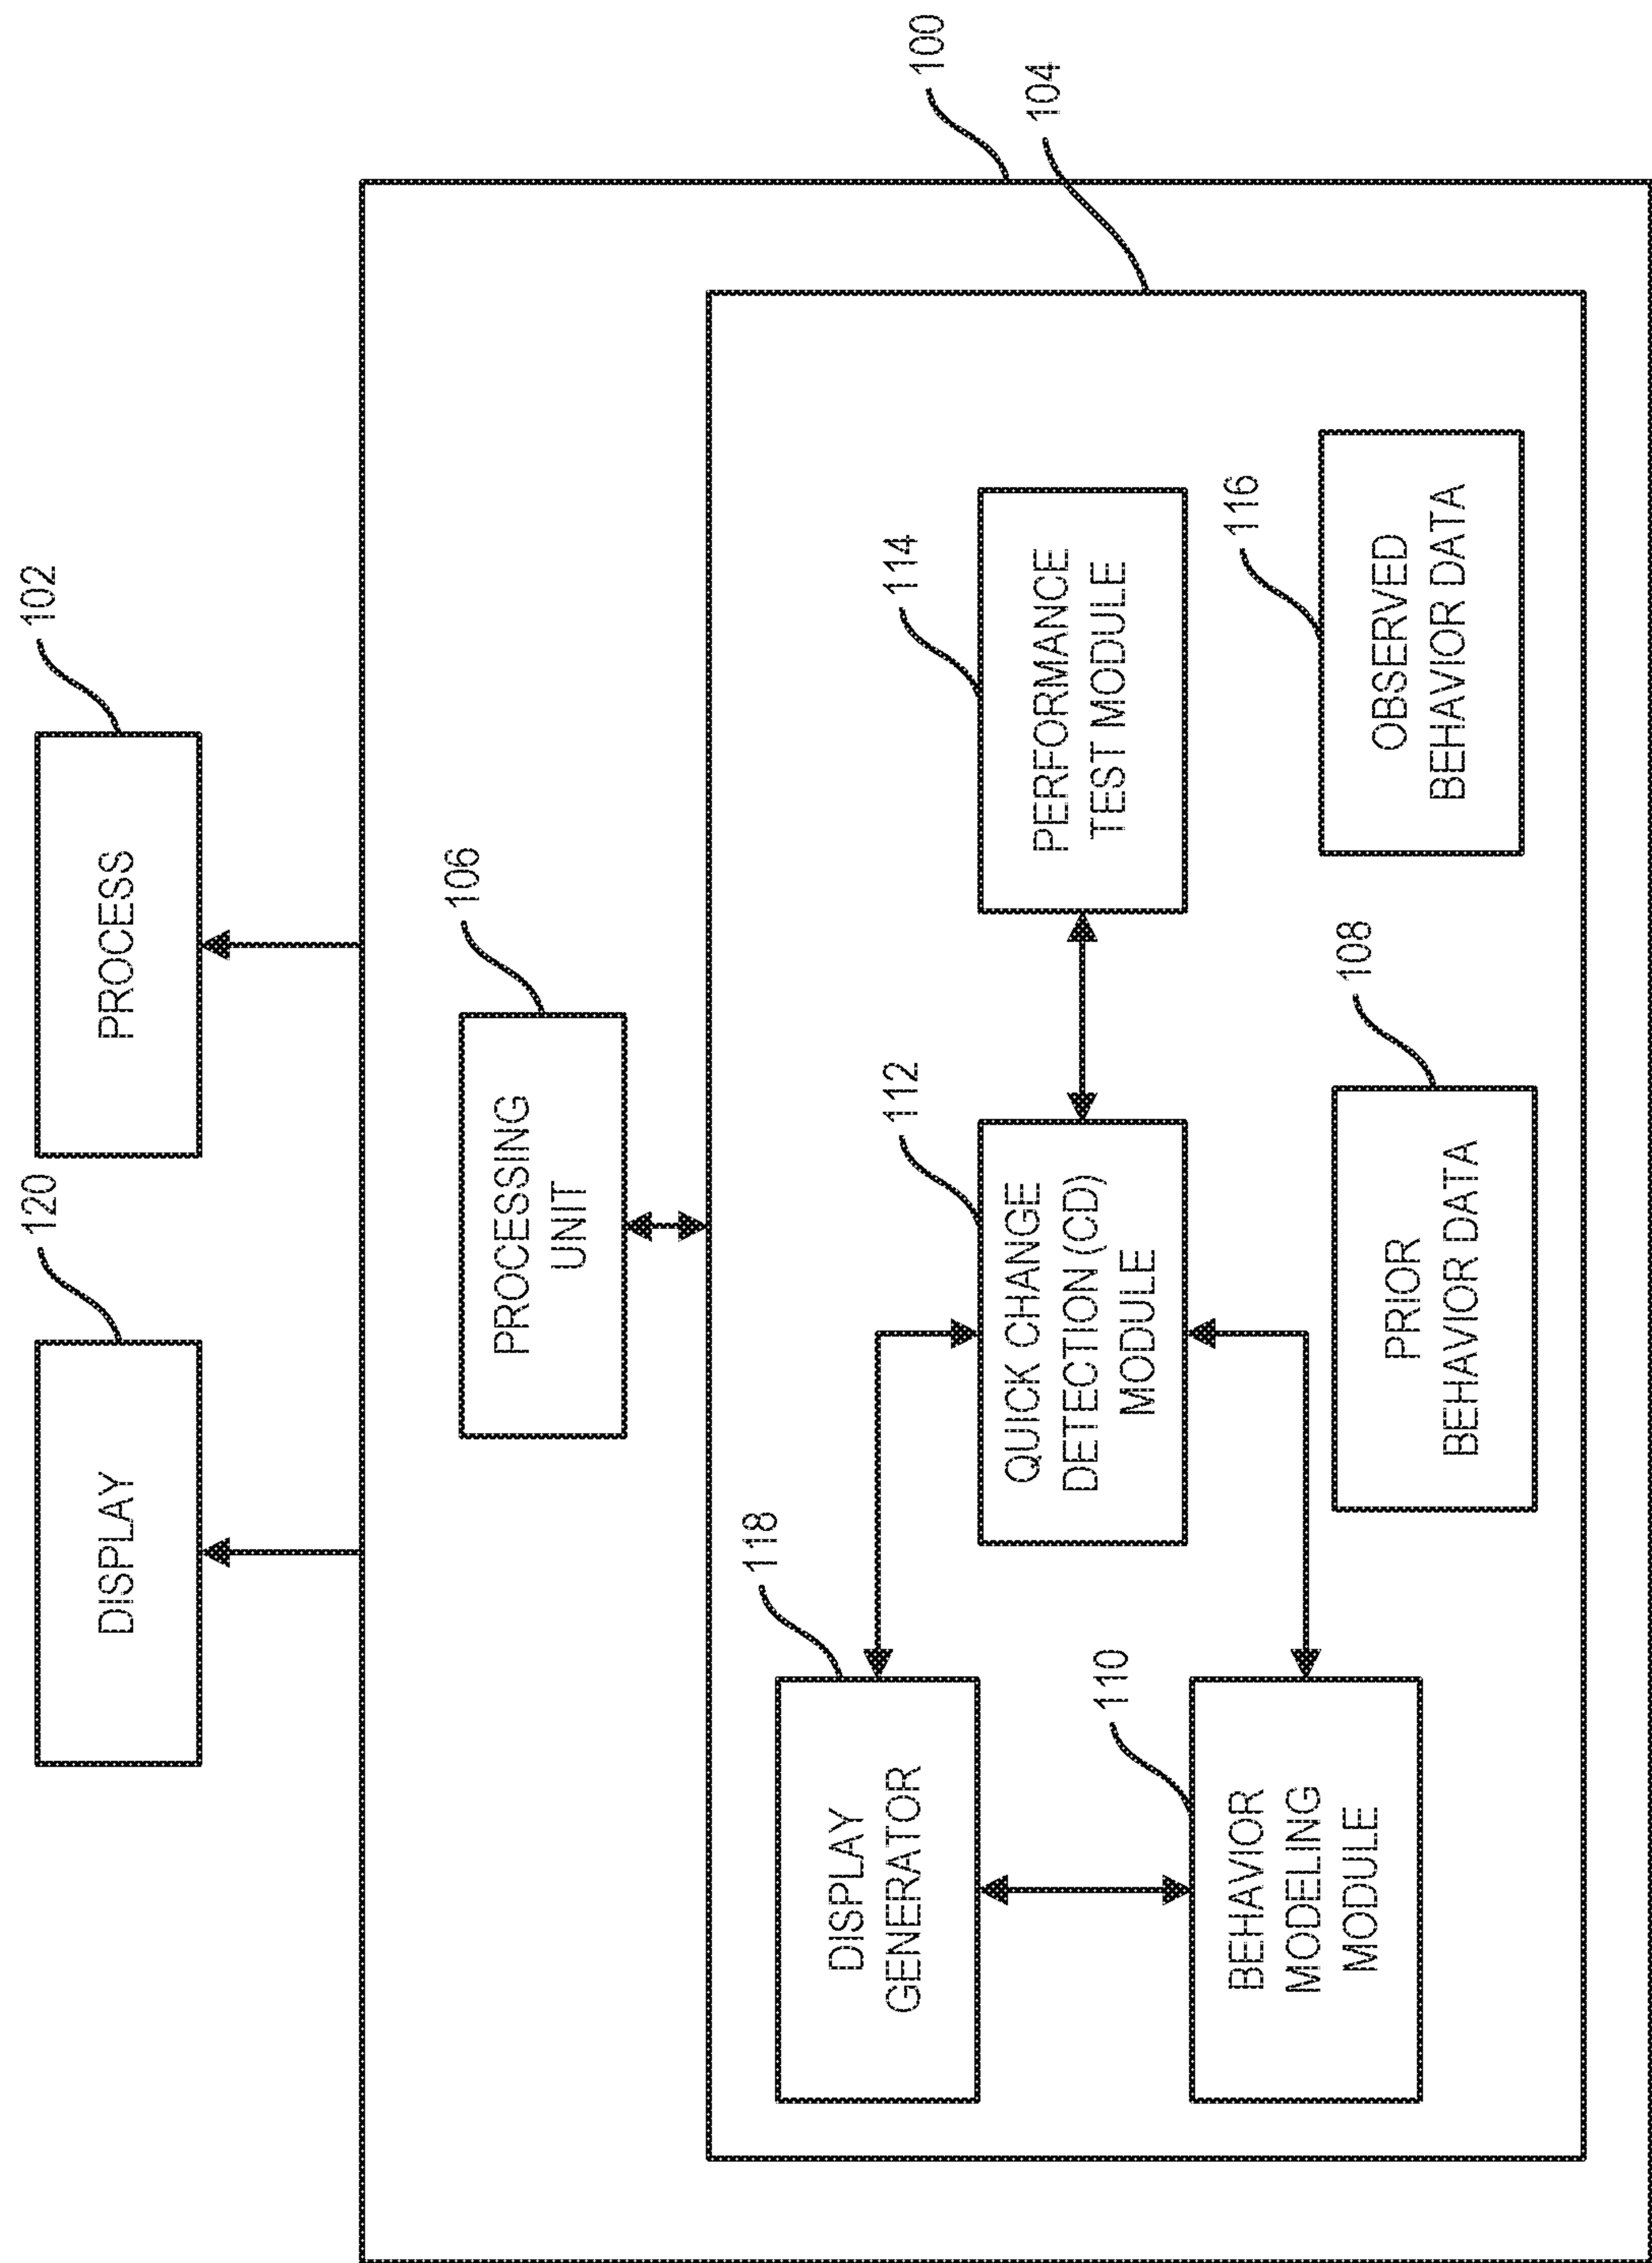 120
DISPLAY
102
PROCESS
100
104
106
PROCESSING
UNIT
118
DISPLAY
GENERATOR
112
QUICK CHANGE
DETECTION (CD)
MODULE
114
PERFORMANCE
TEST MODULE
110
BEHAVIOR
MODELING
MODULE
108
PRIOR
BEHAVIOR DATA
116
OBSERVED
BEHAVIOR DATA